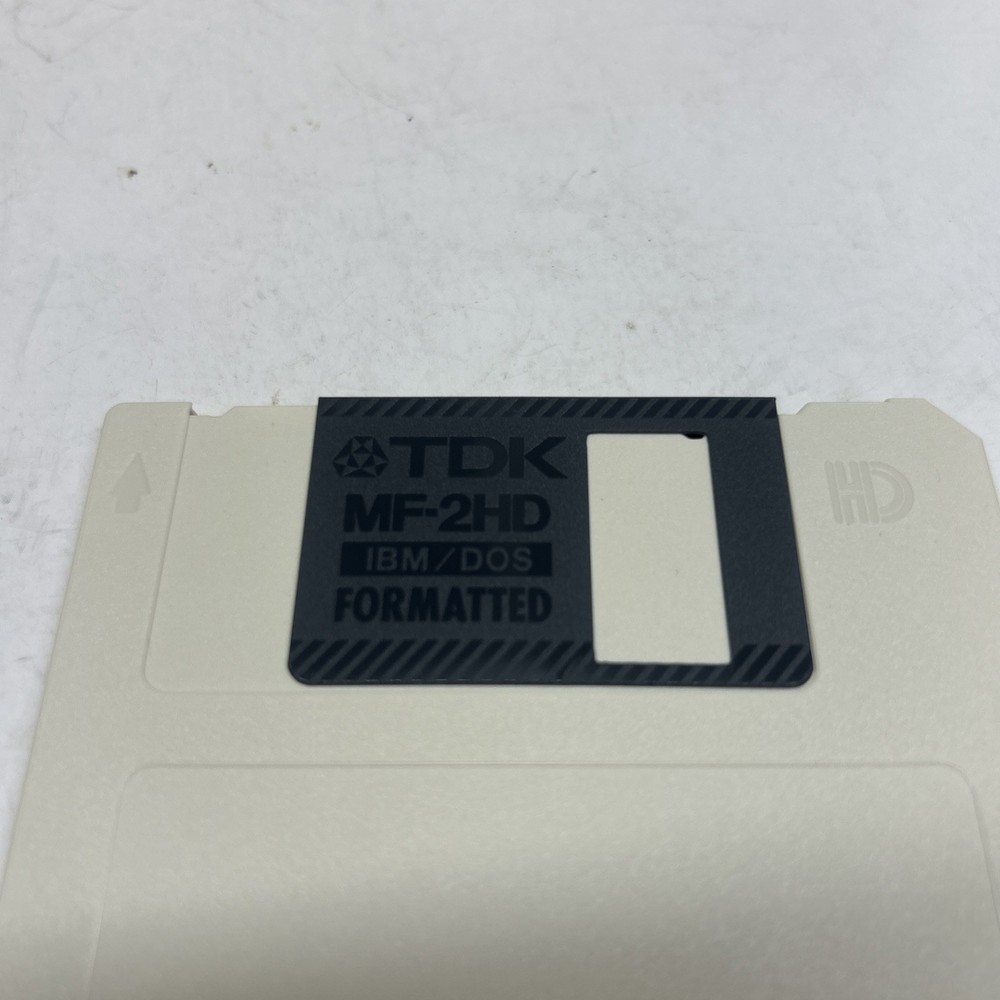 TDK
MF-2HD
IBM/DOS
FORMATTED
HD